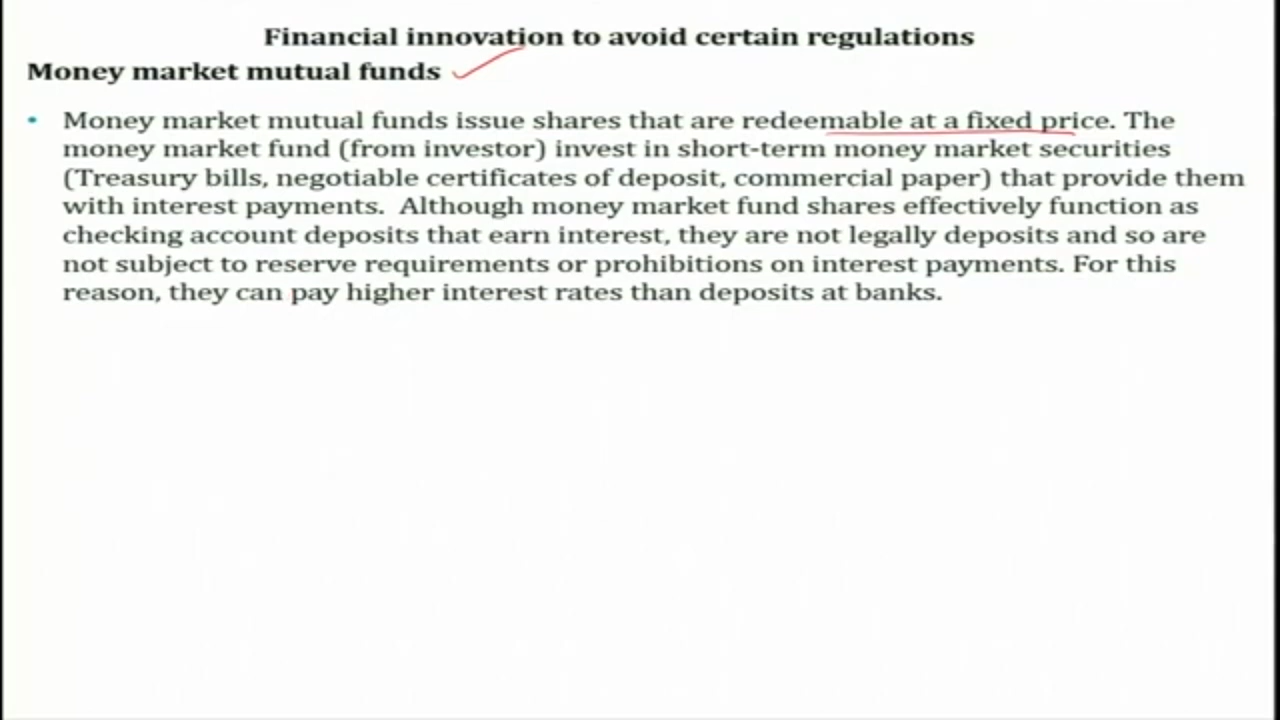 Financial innovation to avoid certain regulations
Money market mutual funds
• Money market mutual funds issue shares that are redeemable at a fixed price. The
money market fund (from investor) invest in short-term money market securities
(Treasury bills, negotiable certificates of deposit, commercial paper) that provide them
with interest payments. Although money market fund shares effectively function as
checking account deposits that earn interest, they are not legally deposits and so are
not subject to reserve requirements or prohibitions on interest payments. For this
reason, they can pay higher interest rates than deposits at banks.